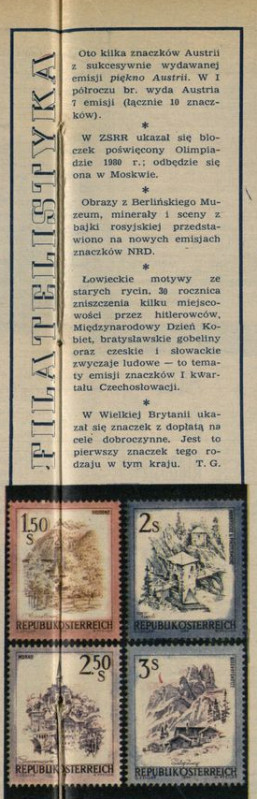 FILATELISTYKA
Oto kilka znaczków Austrii
z sukcesywnie wydawanej
emisji piękno Austrii. W I
półroczu br. wyda Austria
7 emisji (łącznie 10 znacz-
ków).
*
W ZSRR ukazał się blo-
czek poświęcony Olimpia-
dzie 1980 r.; odbędzie się
ona w Moskwie.
*
Obrazy z Berlińskiego Mu-
zeum, minerały i sceny z
bajki rosyjskiej przedsta-
wiono na nowych emisjach
znaczków NRD.
*
Łowieckie motywy ze
starych rycin, 30 rocznica
zniszczenia kilku miejsco-
wości przez hitlerowców,
Międzynarodowy Dzień Ko-
biet, bratysławskie gobeliny
oraz czeskie i słowackie
zwyczaje ludowe — to tema-
ty emisji znaczków I kwar-
tału Czechosłowacji.
*
W Wielkiej Brytanii uka-
zał się znaczek z dopłatą na
cele dobroczynne. Jest to
pierwszy znaczek tego ro-
dzaju w tym kraju. T. G.
1.50 S
REPUBLIK ÖSTERREICH
2 S
REPUBLIK ÖSTERREICH
2.50 S
REPUBLIK ÖSTERREICH
3 S
REPUBLIK ÖSTERREICH